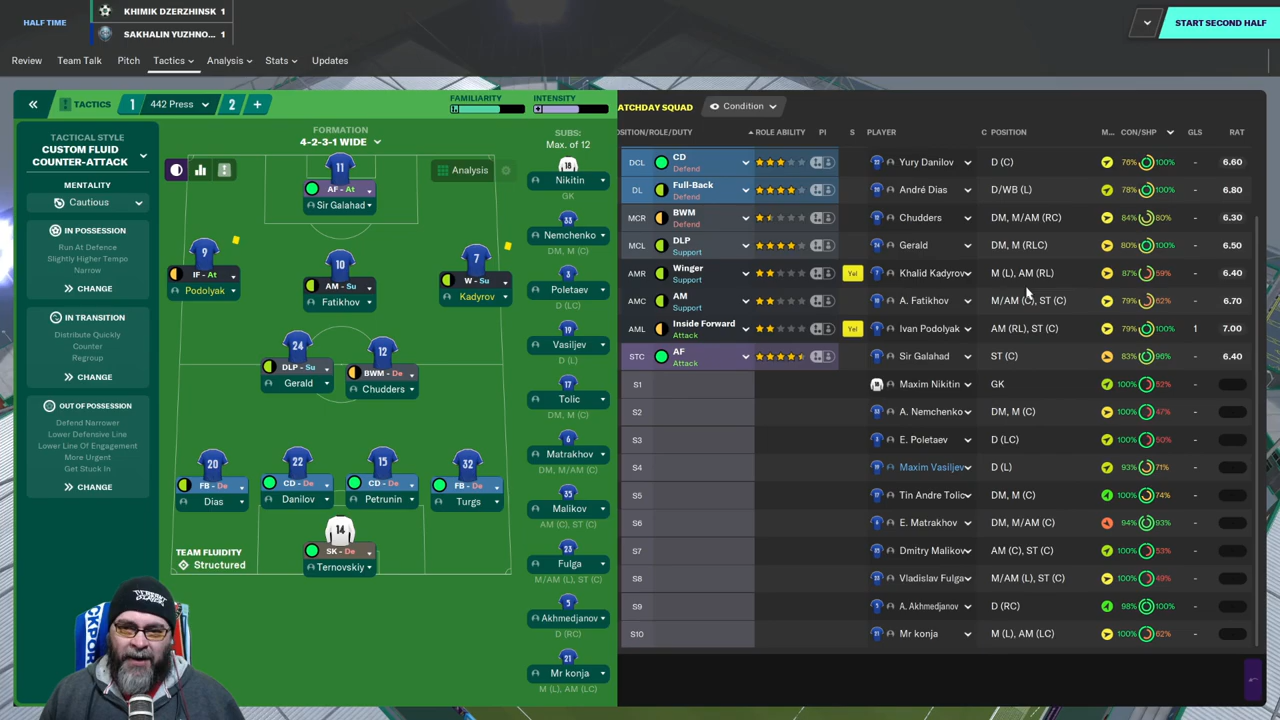 HALF TIME
KHIMIK DZERZHINSK 1
SAKHALIN YUZHNO... 1
START SECOND HALF
Review Team Talk Pitch Tactics Analysis Stats Updates
TACTICS 1 442 Press 2 +
FAMILIARITY INTENSITY
TACTICAL STYLE
CUSTOM FLUID
COUNTER-ATTACK
MENTALITY
Cautious
IN POSSESSION
Run At Defence
Slightly Higher Tempo
Narrow
CHANGE
IN TRANSITION
Distribute Quickly
Counter
Regroup
CHANGE
OUT OF POSSESSION
Defend Narrower
Lower Defensive Line
Lower Line Of Engagement
More Urgent
Get Stuck In
CHANGE
FORMATION
4-2-3-1 WIDE
Analysis
11
AF - At
Sir Galahad
9
IF - At
Podolyak
10
AM - Su
Fatikhov
7
W - Su
Kadyrov
24
DLP - Su
Gerald
12
BWM - De
Chudders
20
FB - De
Dias
22
CD - De
Danilov
15
CD - De
Petrunin
32
FB - De
Turgs
14
SK - De
Ternovskiy
TEAM FLUIDITY
Structured
SUBS:
Max. of 12
18
Nikitin
GK
33
Nemchenko
DM, M (C)
3
Poletaev
D (LC)
19
Vasiljev
D (L)
17
Tolic
DM, M (C)
6
Matrakhov
DM, M/AM (C)
35
Malikov
AM (C), ST (C)
23
Fulga
M/AM (L), ST (C)
5
Akhmedjanov
D (RC)
21
Mr konja
M (L), AM (LC)
ATCHDAY SQUAD Condition
OSITION/ROLE/DUTY ROLE ABILITY PI S PLAYER C POSITION M... CON/SHP GLS RAT
DCL CD Defend Yury Danilov D (C) 76% 100% - 6.60
DL Full-Back Defend André Dias D/WB (L) 78% 100% - 6.80
MCR BWM Defend Chudders DM, M/AM (RC) 84% 80% - 6.30
MCL DLP Support Gerald DM, M (RLC) 80% 100% - 6.50
AMR Winger Support Yel Khalid Kadyrov M (L), AM (RL) 87% 59% - 6.40
AMC AM Support A. Fatikhov M/AM (C), ST (C) 79% 62% - 6.70
AML Inside Forward Attack Yel Ivan Podolyak AM (RL), ST (C) 79% 100% 1 7.00
STC AF Attack Sir Galahad ST (C) 83% 96% - 6.40
S1 Maxim Nikitin GK 100% 52% -
S2 A. Nemchenko DM, M (C) 100% 47% -
S3 E. Poletaev D (LC) 100% 50% -
S4 Maxim Vasiljev D (L) 93% 71% -
S5 Tin Andre Tolic DM, M (C) 100% 74% -
S6 E. Matrakhov DM, M/AM (C) 94% 93% -
S7 Dmitry Malikov AM (C), ST (C) 100% 53% -
S8 Vladislav Fulga M/AM (L), ST (C) 100% 49% -
S9 A. Akhmedjanov D (RC) 98% 100% -
S10 Mr konja M (L), AM (LC) 100% 62% -